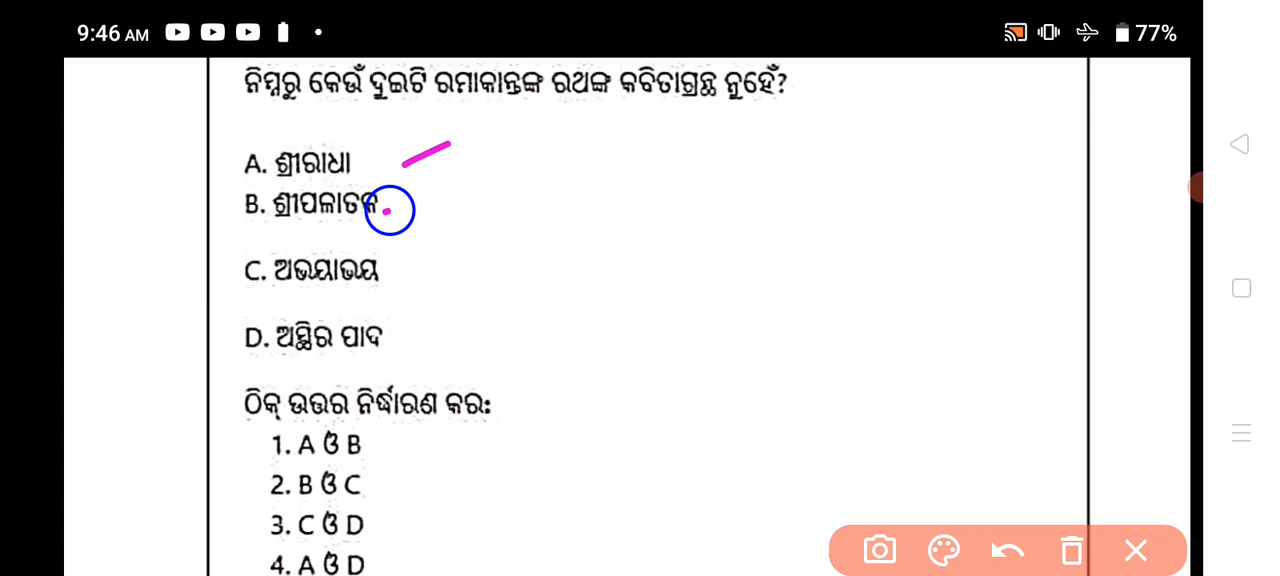 9:46 AM 77%
ନିମ୍ନରୁ କେଉଁ ଦୁଇଟି ରମାକାନ୍ତଙ୍କ ରଥଙ୍କ କବିତାଗ୍ରନ୍ଥ ନୁହେଁ?
A. ଶ୍ରୀରାଧା
B. ଶ୍ରୀପଳାତକ
C. ଅଭୟାଭୟ
D. ଅସ୍ଥିର ପାଦ
ଠିକ୍ ଉତ୍ତର ନିର୍ଦ୍ଧାରଣ କର:
1. A ଓ B
2. B ଓ C
3. C ଓ D
4. A ଓ D